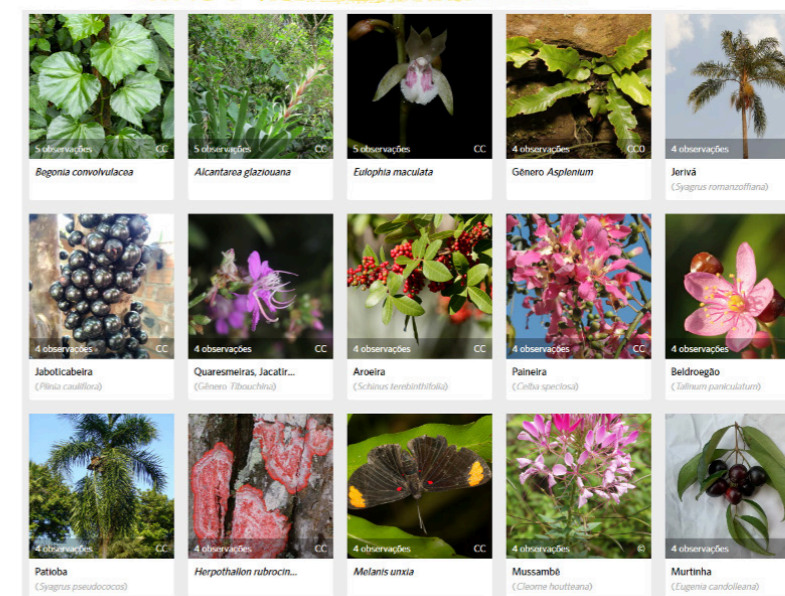 5 observações CC
Begonia convolvulacea
5 observações CC
Alcantarea glaziouana
5 observações CC
Eulophia maculata
4 observações CC0
Gênero Asplenium
4 observações
Jerivá
(Syagrus romanzoffiana)
4 observações CC
Jaboticabeira
(Plinia cauliflora)
4 observações CC
Quaresmeiras, Jacatir...
(Gênero Tibouchina)
4 observações CC
Aroeira
(Schinus terebinthifolia)
4 observações CC
Paineira
(Ceiba speciosa)
4 observações
Beldroegão
(Talinum paniculatum)
4 observações CC
Patioba
(Syagrus pseudococos)
4 observações CC
Herpothallon rubrocin...
4 observações CC
Melanis unxia
4 observações ©
Mussambê
(Cleome houtteana)
4 observações
Murtinha
(Eugenia candolleana)